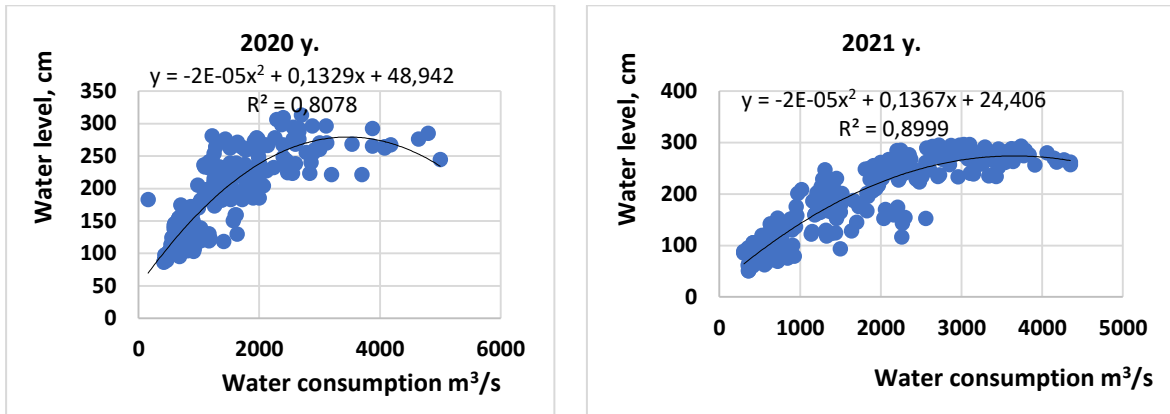 2020 y.
y = -2E-05x² + 0,1329x + 48,942
R² = 0,8078
Water level, cm
350
300
250
200
150
100
50
0
0 2000 4000 6000
Water consumption m³/s
2021 y.
y = -2E-05x² + 0,1367x + 24,406
R² = 0,8999
Water level, cm
400
300
200
100
0
0 1000 2000 3000 4000 5000
Water consumption m³/s